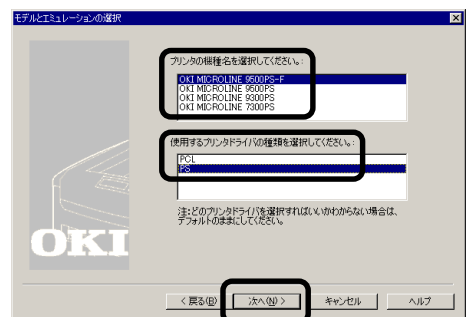 モデルとエミュレーションの選択
プリンタの機種名を選択してください。:
OKI MICROLINE 9500PS-F
OKI MICROLINE 9500PS
OKI MICROLINE 9300PS
OKI MICROLINE 7300PS
使用するプリンタドライバの種類を選択してください。:
PCL
PS
注:どのプリンタドライバを選択すればいいかわからない場合は、
デフォルトのままにしてください。
OKI
< 戻る(B)
次へ(N) >
キャンセル
ヘルプ